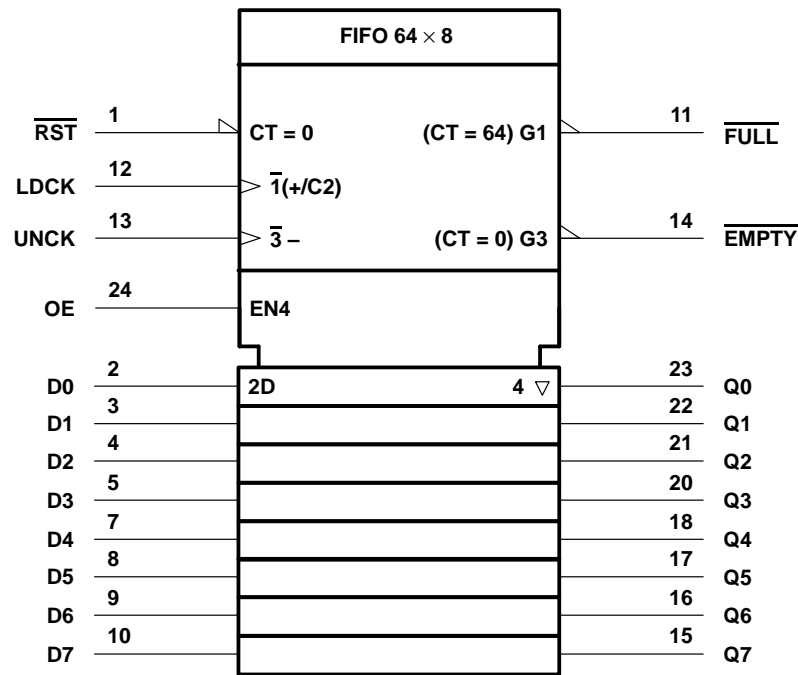 FIFO 64 × 8
R̅S̅T̅ 1 CT = 0 (CT = 64) G1 11 F̅U̅L̅L̅
LDCK 12 1̅(+/C2)
UNCK 13 3̅ – (CT = 0) G3 14 E̅M̅P̅T̅Y̅
OE 24 EN4
D0 2 2D 4 ▽ 23 Q0
D1 3 22 Q1
D2 4 21 Q2
D3 5 20 Q3
D4 7 18 Q4
D5 8 17 Q5
D6 9 16 Q6
D7 10 15 Q7